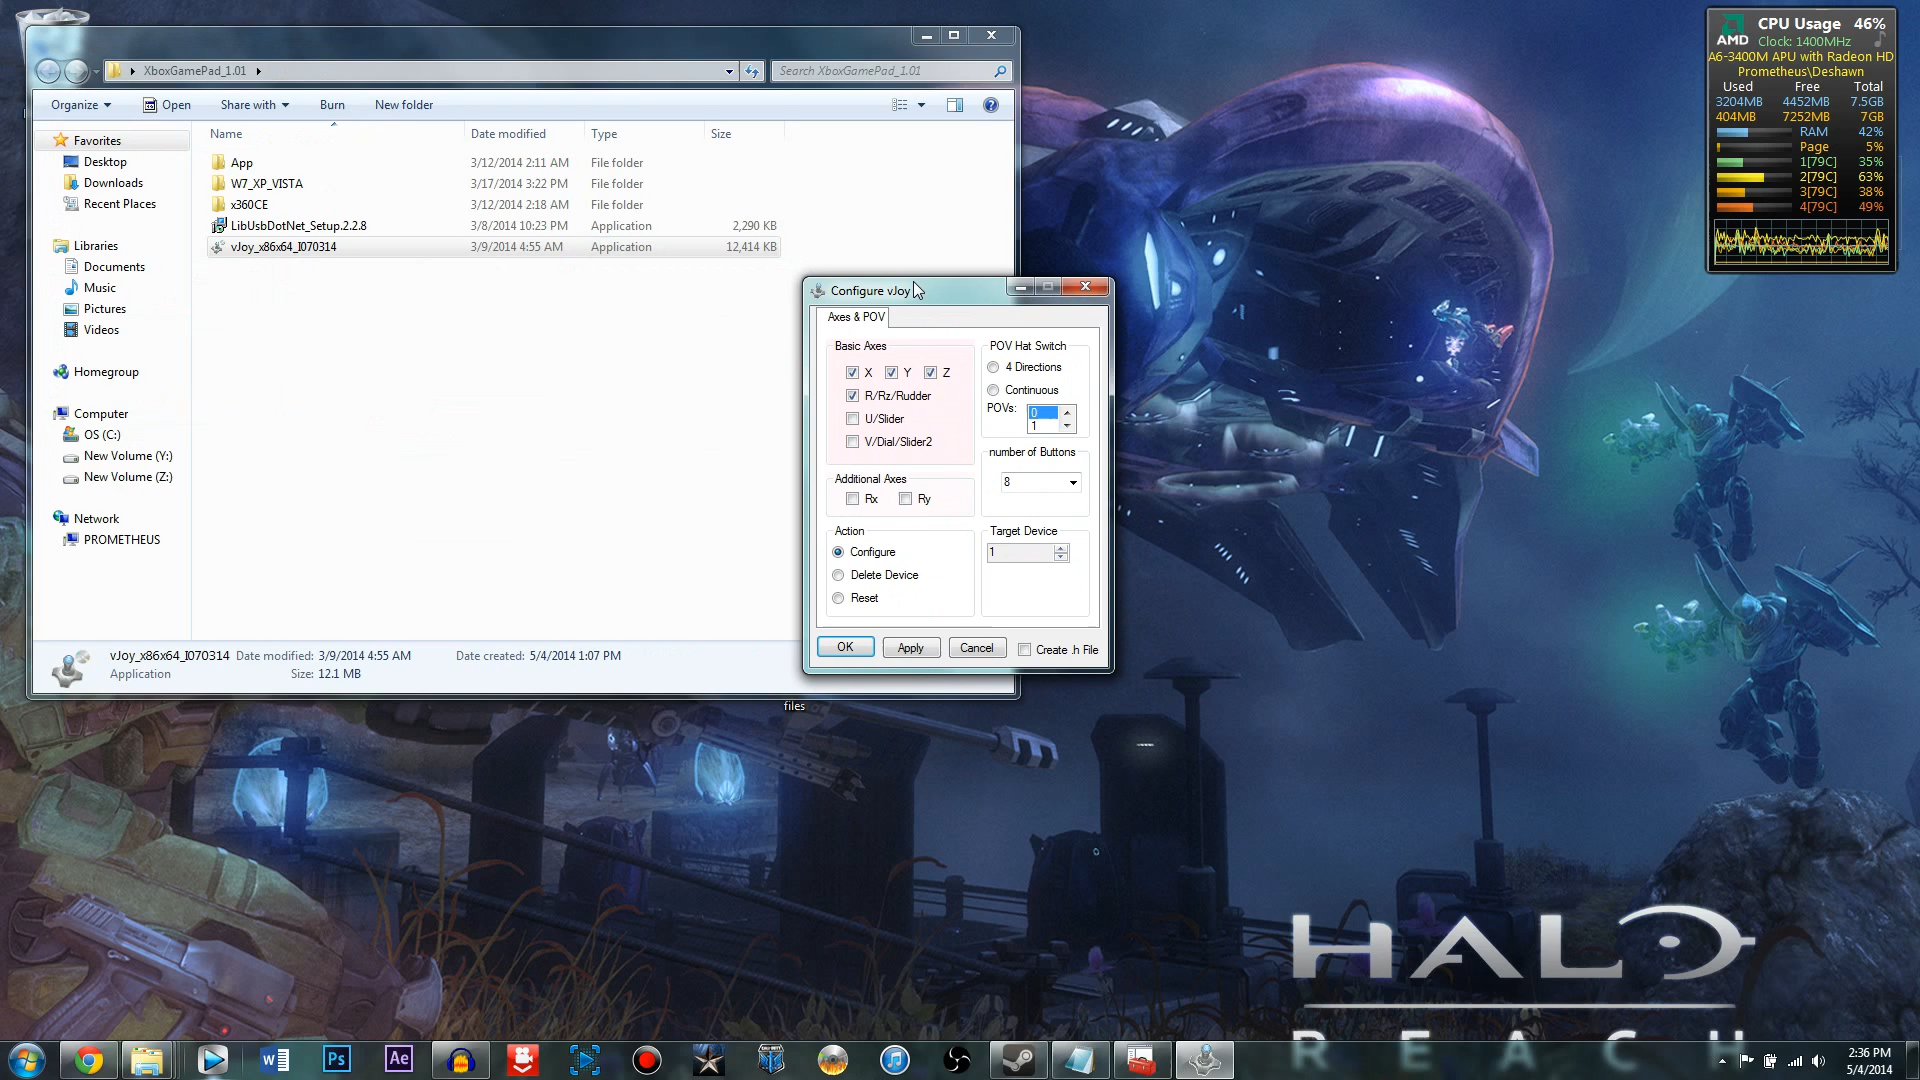 XboxGamePad_1.01
Search XboxGamePad_1.01
Organize
Open
Share with
Burn
New folder
Favorites
Desktop
Downloads
Recent Places
Libraries
Documents
Music
Pictures
Videos
Homegroup
Computer
OS (C:)
New Volume (Y:)
New Volume (Z:)
Network
PROMETHEUS
Name Date modified Type Size
App 3/12/2014 2:11 AM File folder
W7_XP_VISTA 3/17/2014 3:22 PM File folder
x360CE 3/12/2014 2:18 AM File folder
LibUsbDotNet_Setup.2.2.8 3/8/2014 10:23 PM Application 2,290 KB
vJoy_x86x64_I070314 3/9/2014 4:55 AM Application 12,414 KB
vJoy_x86x64_I070314 Date modified: 3/9/2014 4:55 AM Date created: 5/4/2014 1:07 PM
Application Size: 12.1 MB
files
Configure vJoy
Axes & POV
Basic Axes
X Y Z
R/Rz/Rudder
U/Slider
V/Dial/Slider2
Additional Axes
Rx Ry
Action
Configure
Delete Device
Reset
POV Hat Switch
4 Directions
Continuous
POVs: 0
1
number of Buttons
8
Target Device
1
OK Apply Cancel Create .h File
AMD
CPU Usage 46%
Clock: 1400MHz
A6-3400M APU with Radeon HD
Prometheus\Deshawn
Used Free Total
3204MB 4452MB 7.5GB
404MB 7252MB 7GB
RAM 42%
Page 5%
1[79C] 35%
2[79C] 63%
3[79C] 38%
4[79C] 49%
HALO
REACH
W
Ps
Ae
2:36 PM
5/4/2014